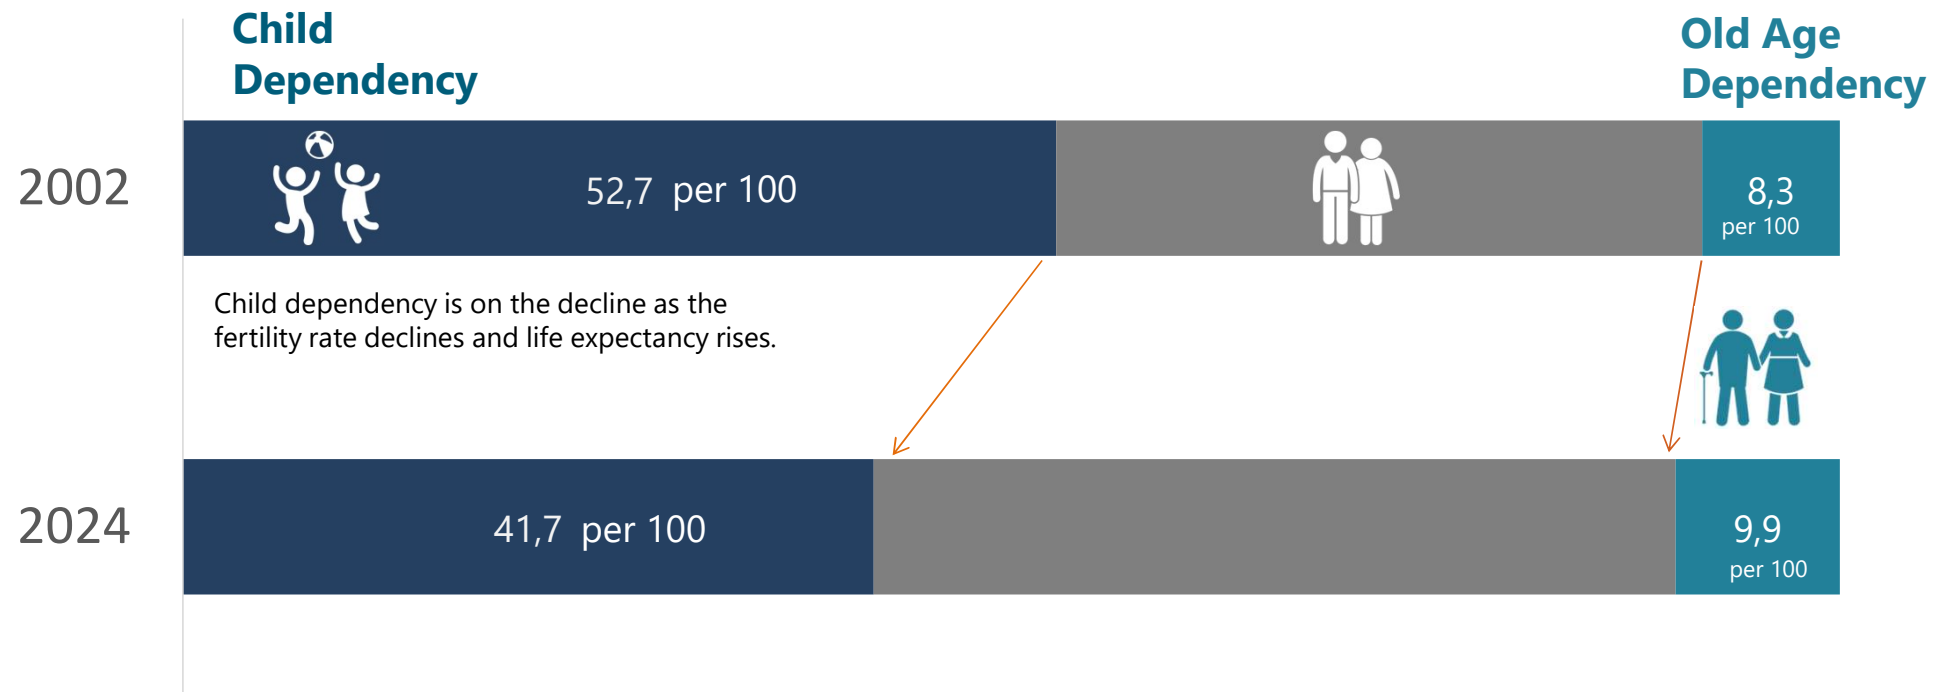 Child
Dependency
Old Age
Dependency
2002
52,7 per 100
8,3
per 100
Child dependency is on the decline as the
fertility rate declines and life expectancy rises.
2024
41,7 per 100
9,9
per 100